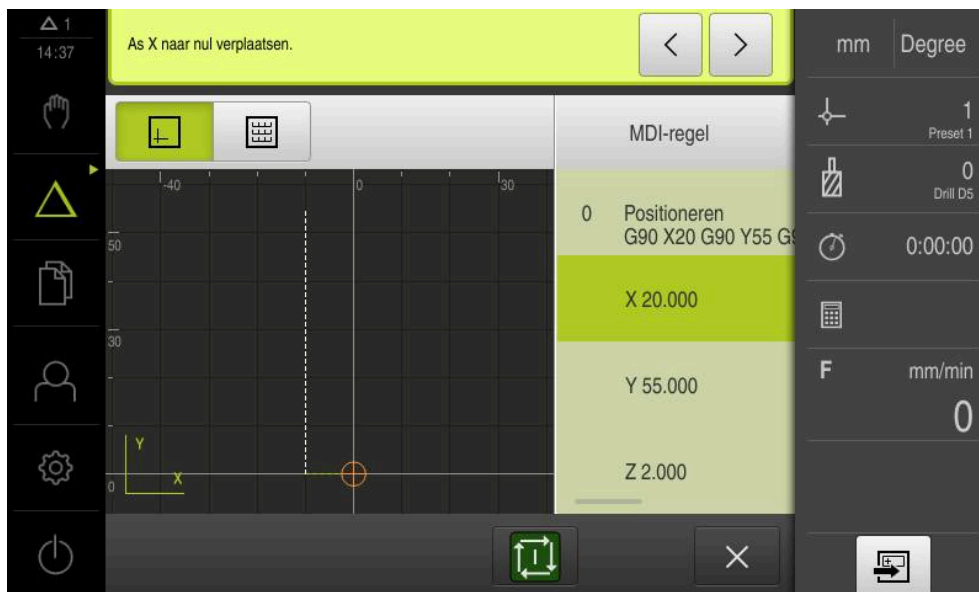 1
14:37
As X naar nul verplaatsen.
mm
Degree
MDI-regel
1
Preset 1
-40
0
30
0
Drill D5
50
0
Positioneren
G90 X20 G90 Y55
0:00:00
X 20.000
30
F
mm/min
0
Y 55.000
Y
X
0
Z 2.000